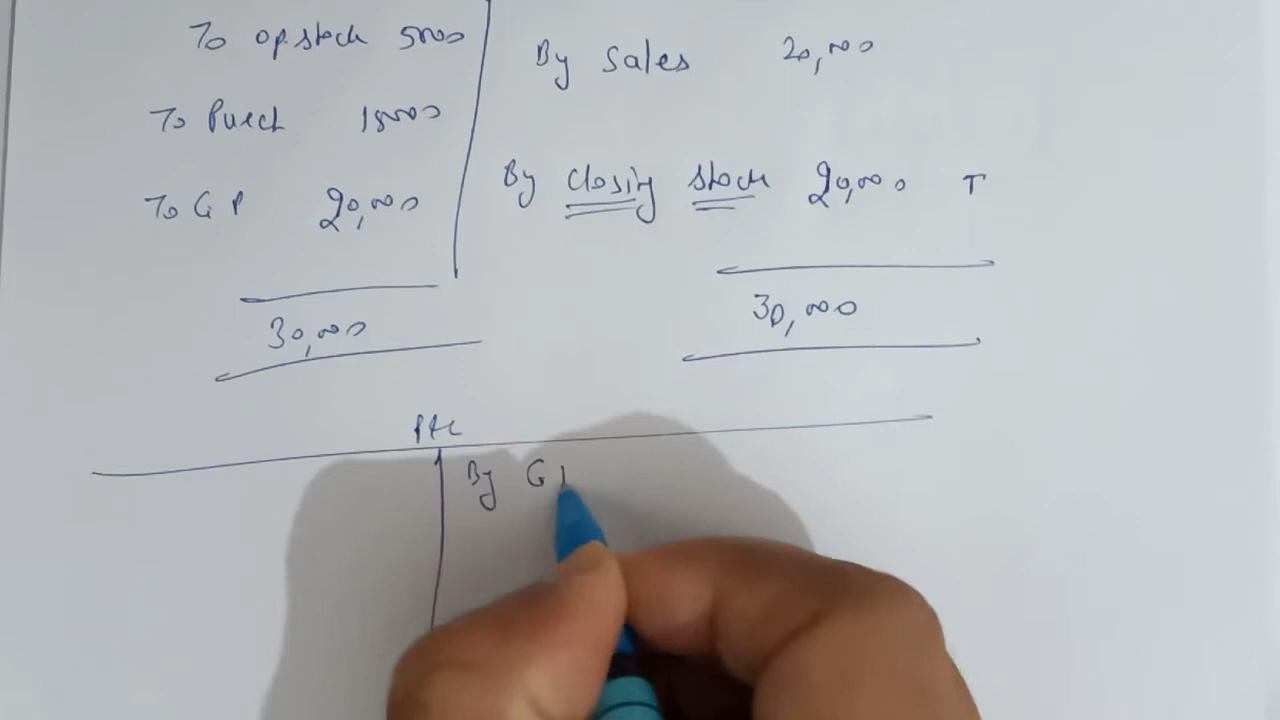 To Op. stock 5000
By Sales 20,000
To Purch 15000
By closing stock 20,000 T
To G P 20,000
30,000
30,000
By G